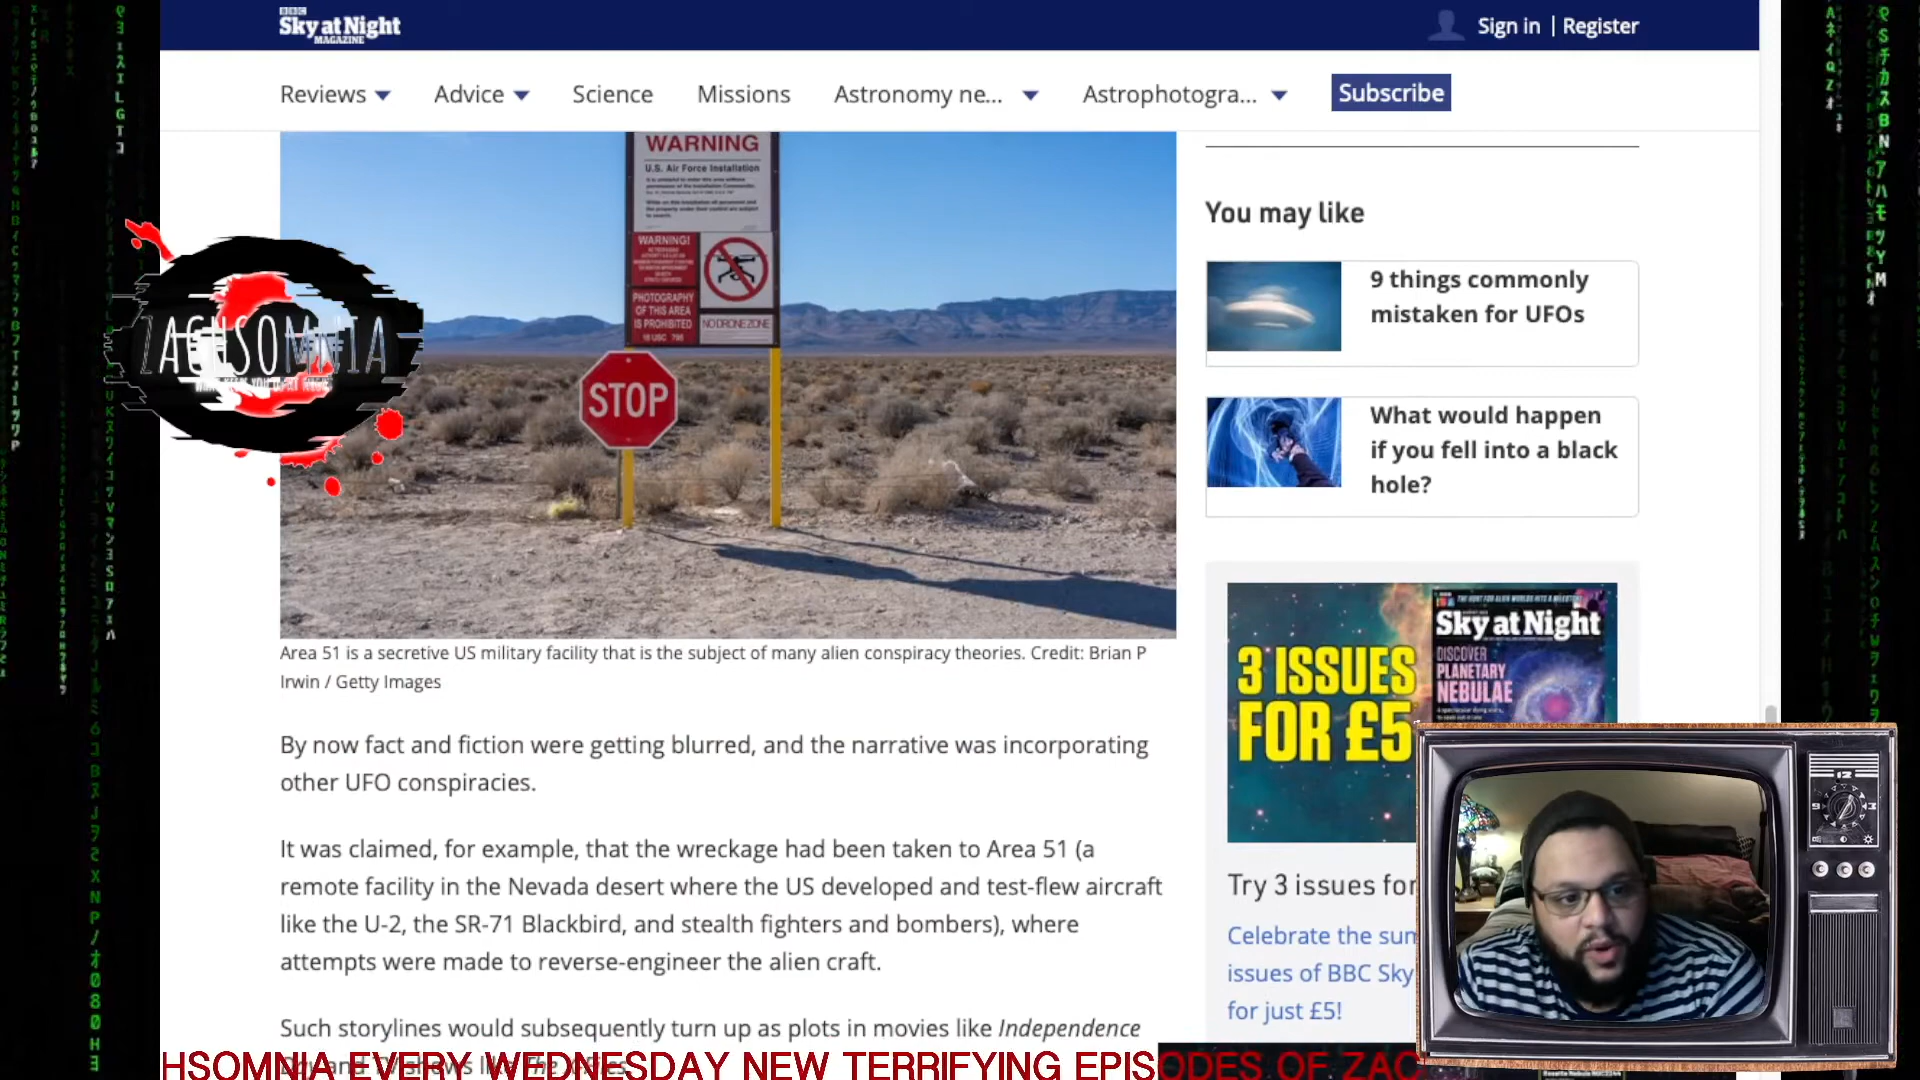 BBC
Sky at Night
MAGAZINE
Sign in | Register
Reviews
Advice
Science
Missions
Astronomy ne...
Astrophotogra...
Subscribe
WARNING
U.S. Air Force Installation
WARNING!
PHOTOGRAPHY
OF THIS AREA
IS PROHIBITED
18 USC 795
NO DRONE ZONE
STOP
ZACHSOMNIA
You may like
9 things commonly
mistaken for UFOs
What would happen
if you fell into a black
hole?
Area 51 is a secretive US military facility that is the subject of many alien conspiracy theories. Credit: Brian P
Irwin / Getty Images
By now fact and fiction were getting blurred, and the narrative was incorporating
other UFO conspiracies.
It was claimed, for example, that the wreckage had been taken to Area 51 (a
remote facility in the Nevada desert where the US developed and test-flew aircraft
like the U-2, the SR-71 Blackbird, and stealth fighters and bombers), where
attempts were made to reverse-engineer the alien craft.
Such storylines would subsequently turn up as plots in movies like Independence
3 ISSUES
FOR £5
Sky at Night
DISCOVER
PLANETARY
NEBULAE
Try 3 issues for
Celebrate the sum
issues of BBC Sky
for just £5!
12
9
3
HSOMNIA EVERY WEDNESDAY NEW TERRIFYING EPISODES OF ZAC